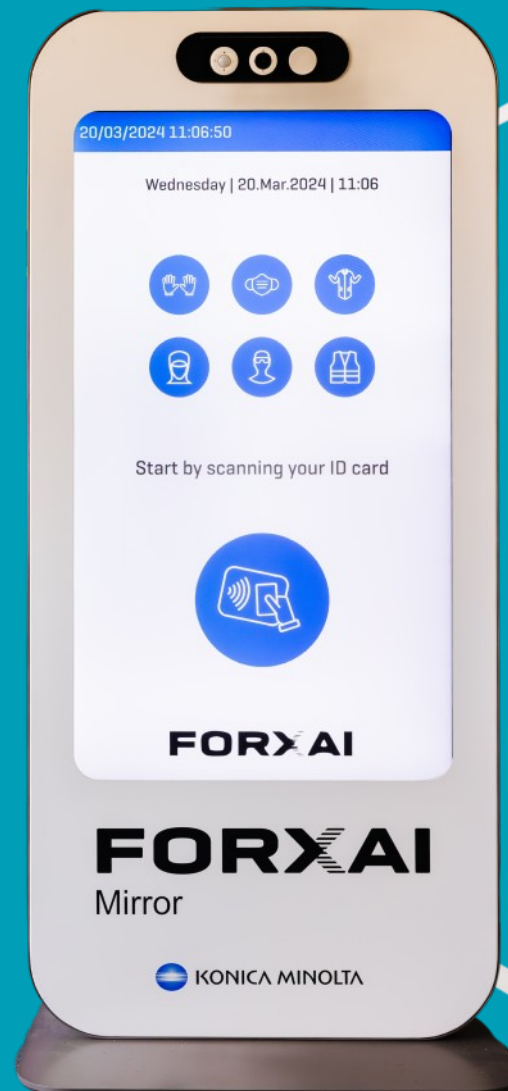 20/03/2024 11:06:50
Wednesday | 20.Mar.2024 | 11:06
Start by scanning your ID card
FORXAI
FORXAI
Mirror
KONICA MINOLTA